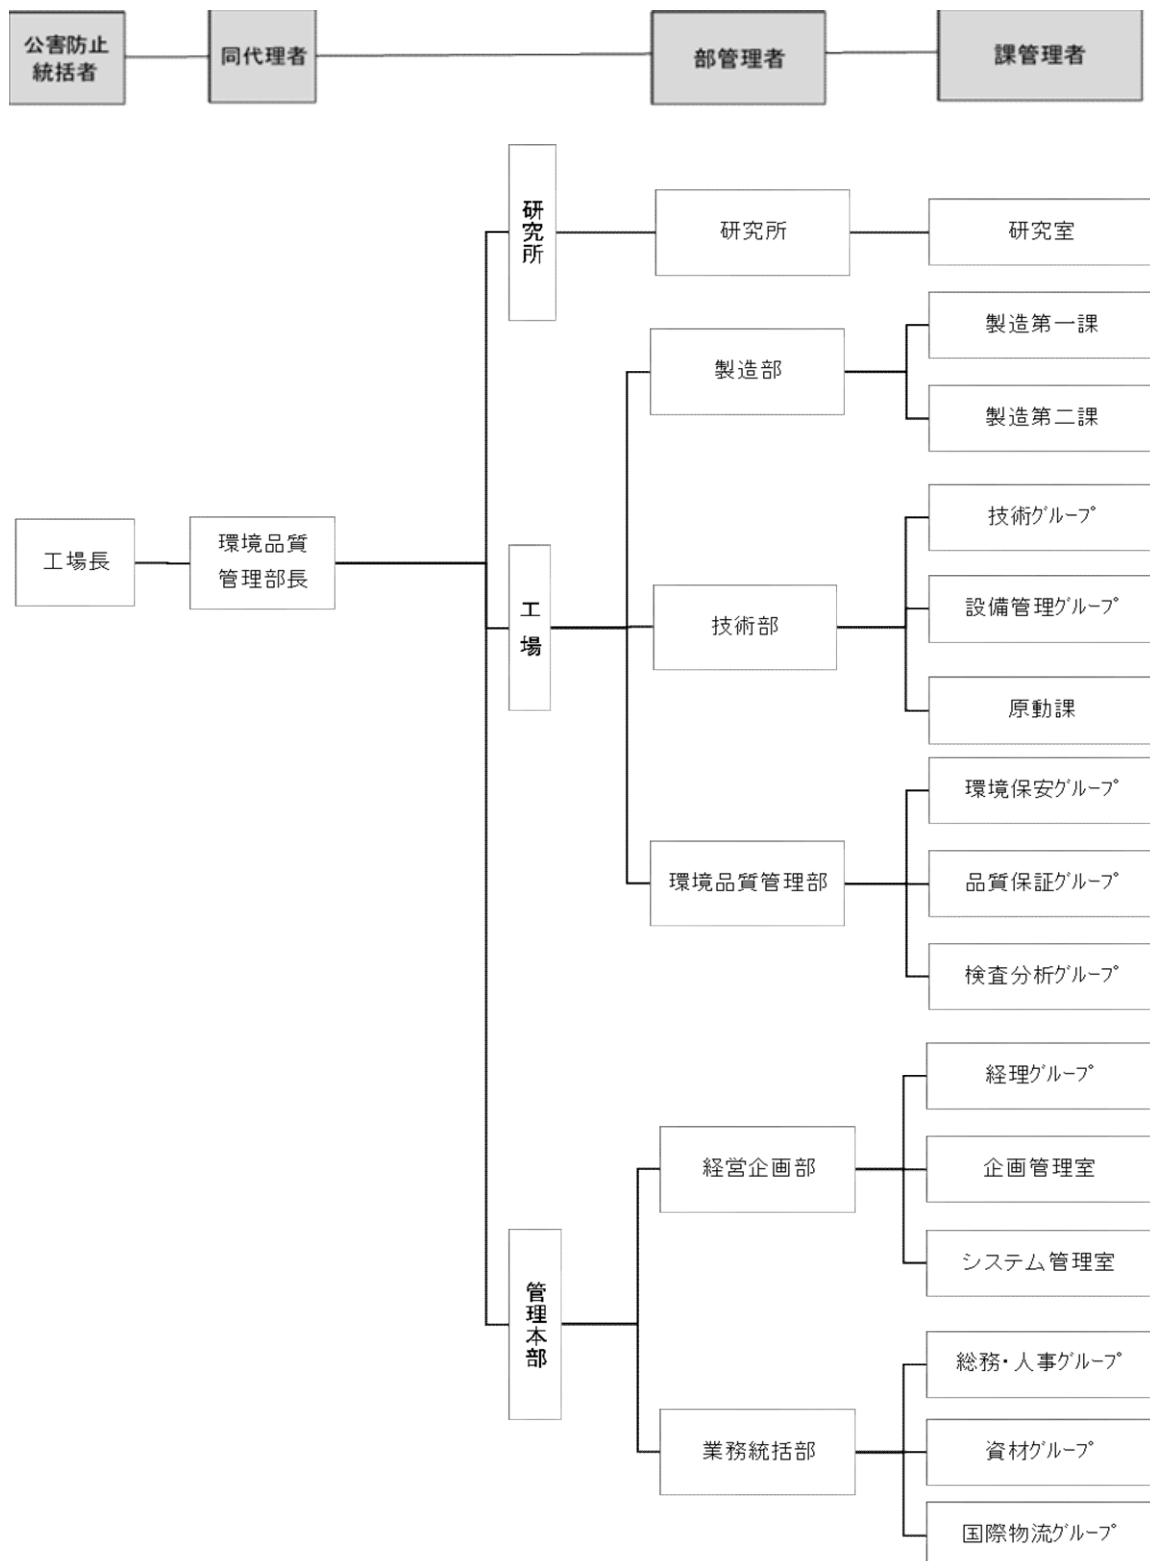 公害防止
統括者
同代理者
部管理者
課管理者
研究所
研究所
研究室
製造部
製造第一課
製造第二課
工場長
環境品質
管理部長
工場
技術部
技術グループ
設備管理グループ
原動課
環境品質管理部
環境保安グループ
品質保証グループ
検査分析グループ
管理本部
経営企画部
経理グループ
企画管理室
システム管理室
業務統括部
総務・人事グループ
資材グループ
国際物流グループ